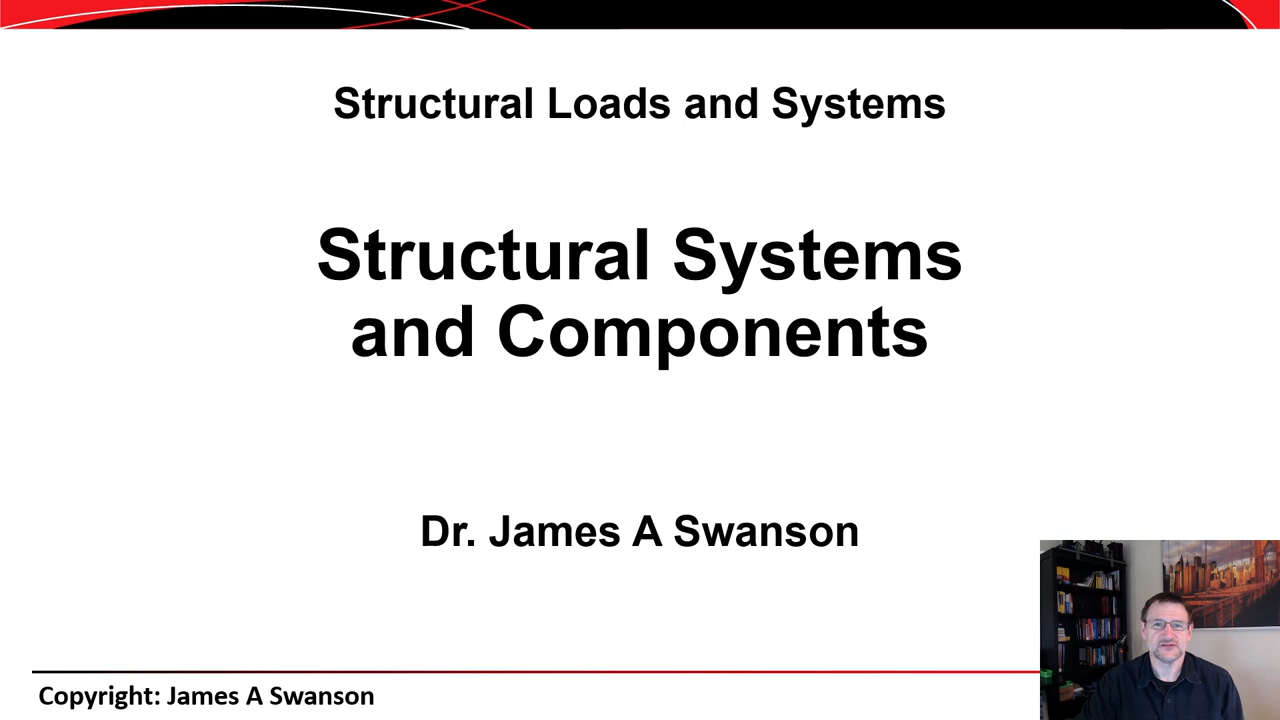 Structural Loads and Systems
Structural Systems
and Components
Dr. James A Swanson
Copyright: James A Swanson